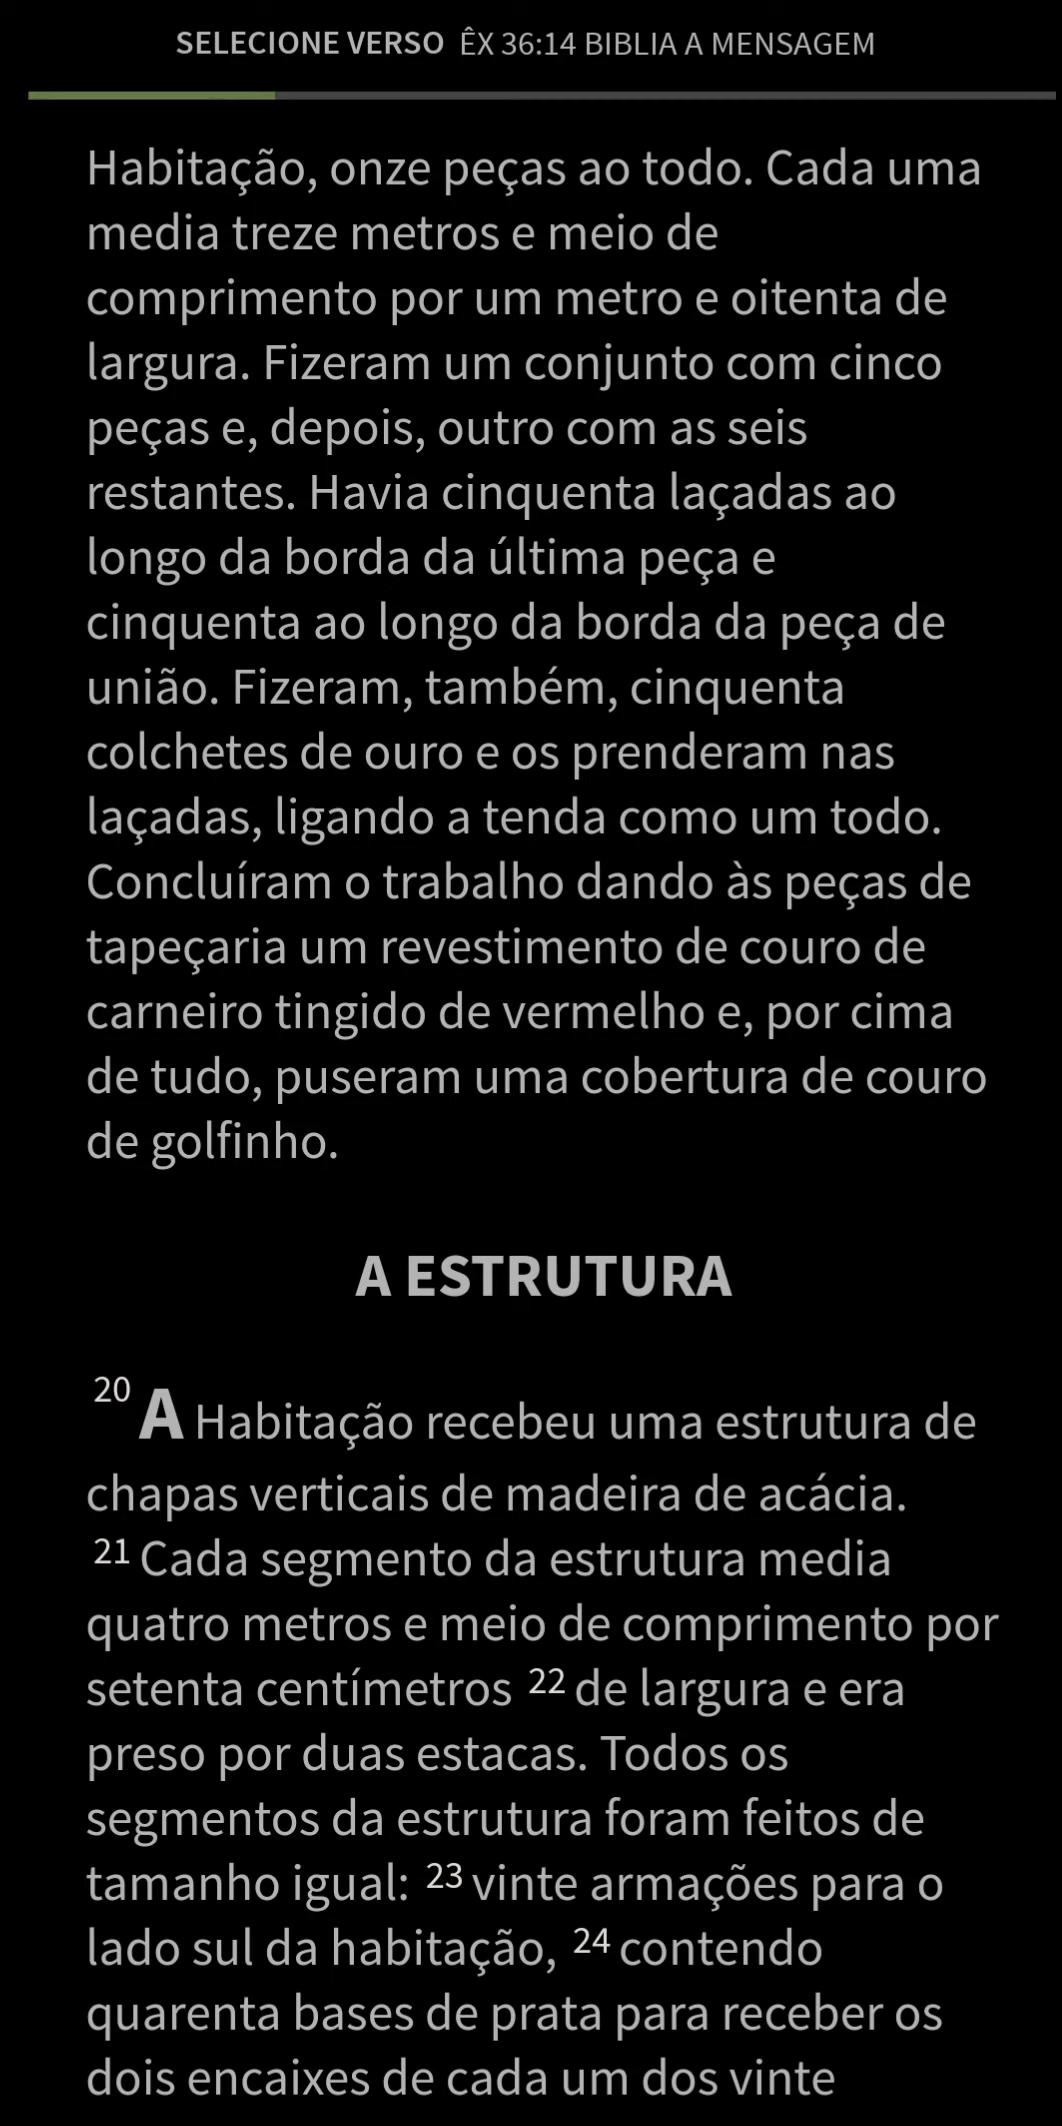 SELECIONE VERSO ÊX 36:14 BIBLIA A MENSAGEM
Habitação, onze peças ao todo. Cada uma
media treze metros e meio de
comprimento por um metro e oitenta de
largura. Fizeram um conjunto com cinco
peças e, depois, outro com as seis
restantes. Havia cinquenta laçadas ao
longo da borda da última peça e
cinquenta ao longo da borda da peça de
união. Fizeram, também, cinquenta
colchetes de ouro e os prenderam nas
laçadas, ligando a tenda como um todo.
Concluíram o trabalho dando às peças de
tapeçaria um revestimento de couro de
carneiro tingido de vermelho e, por cima
de tudo, puseram uma cobertura de couro
de golfinho.
A ESTRUTURA
20 A Habitação recebeu uma estrutura de
chapas verticais de madeira de acácia.
21 Cada segmento da estrutura media
quatro metros e meio de comprimento por
setenta centímetros 22 de largura e era
preso por duas estacas. Todos os
segmentos da estrutura foram feitos de
tamanho igual: 23 vinte armações para o
lado sul da habitação, 24 contendo
quarenta bases de prata para receber os
dois encaixes de cada um dos vinte